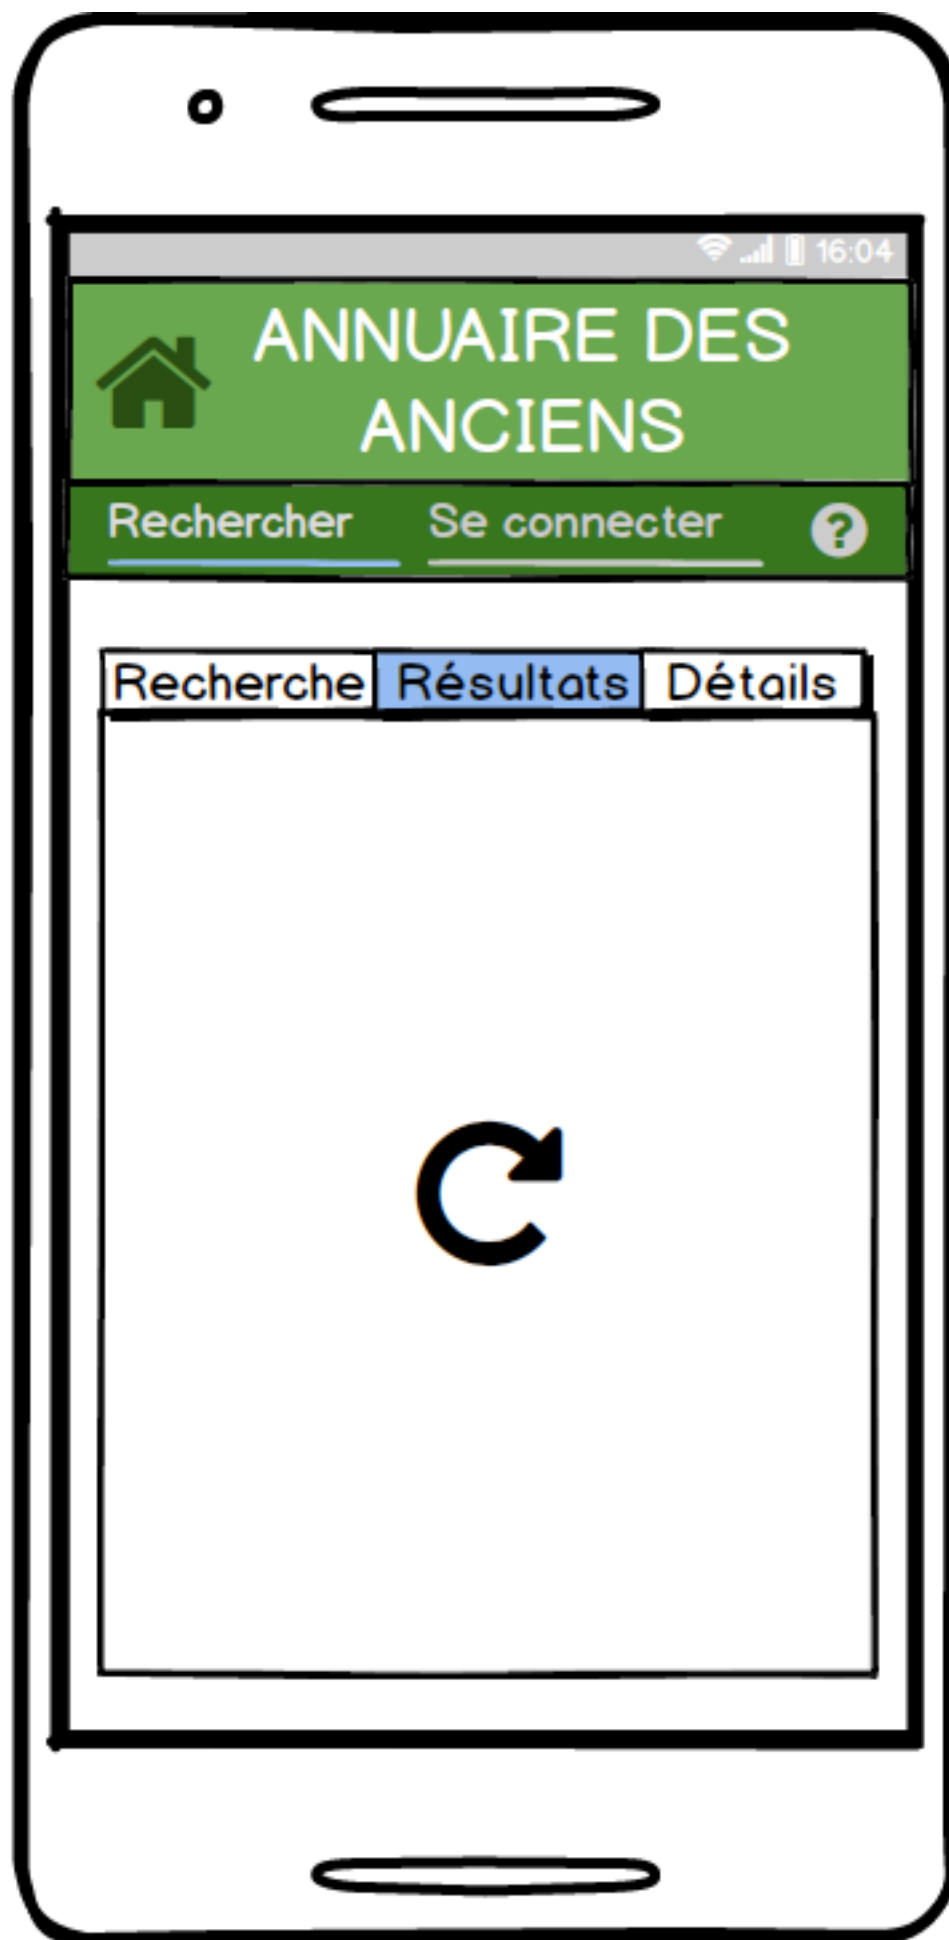 16:04
ANNUAIRE DES
ANCIENS
Rechercher Se connecter ?
Recherche Résultats Détails